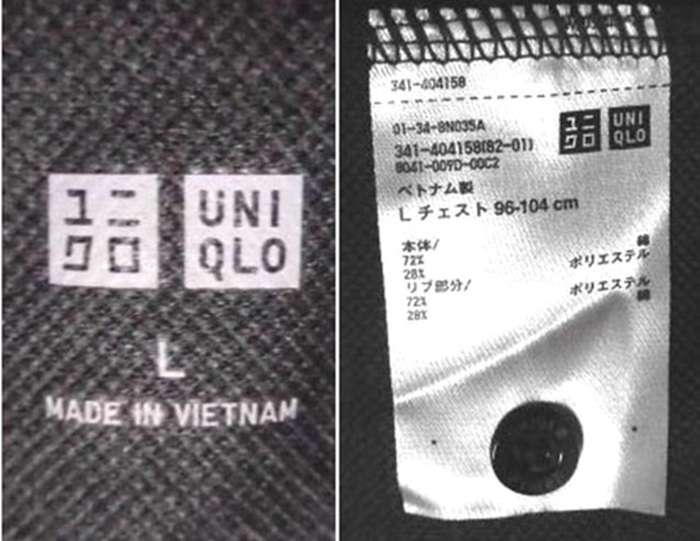 ユニ
クロ
UNI
QLO
L
MADE IN VIETNAM
341-404158
01-34-8N035A
ユニ
クロ
UNI
QLO
341-404158(82-01)
8041-009D-00C2
ベトナム製
L チェスト 96-104 cm
本体/ 綿
72% ポリエステル
28%
リブ部分/ ポリエステル
72% 綿
28%